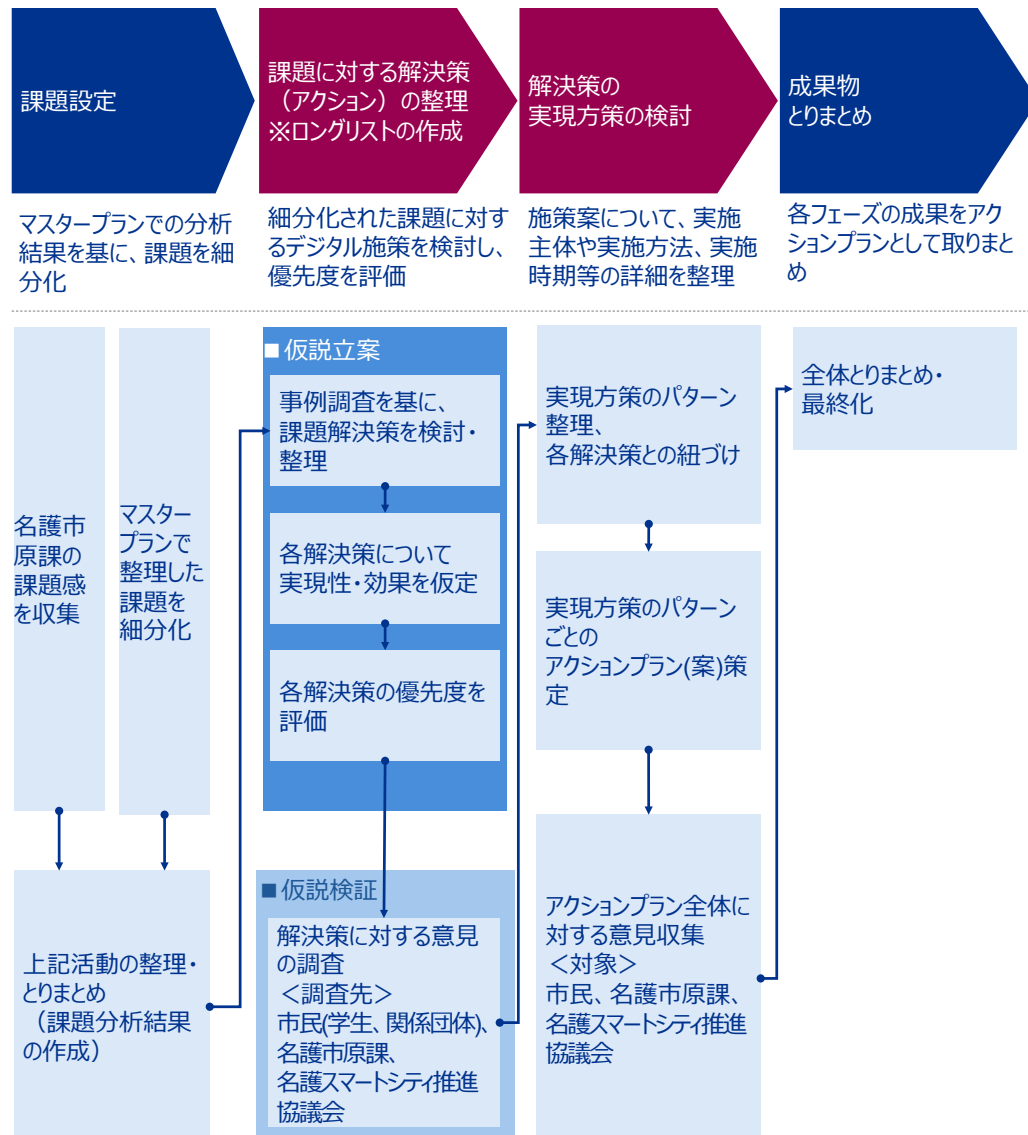 課題設定
課題に対する解決策
（アクション）の整理
※ロングリストの作成
解決策の
実現方策の検討
成果物
とりまとめ
マスタープランでの分析
結果を基に、課題を細
分化
細分化された課題に対す
るデジタル施策を検討し、
優先度を評価
施策案について、実施
主体や実施方法、実施
時期等の詳細を整理
各フェーズの成果をアク
ションプランとして取りまと
め
名護市
原課の
課題感
を収集
マスター
プランで
整理した
課題を
細分化
上記活動の整理・
とりまとめ
（課題分析結果
の作成）
■仮説立案
事例調査を基に、
課題解決策を検討・
整理
各解決策について
実現性・効果を仮定
各解決策の優先度を
評価
■仮説検証
解決策に対する意見
の調査
＜調査先＞
市民(学生、関係団体)、
名護市原課、
名護スマートシティ推進
協議会
実現方策のパターン
整理、
各解決策との紐づけ
実現方策のパターン
ごとの
アクションプラン(案)策
定
アクションプラン全体に
対する意見収集
＜対象＞
市民、名護市原課、
名護スマートシティ推進
協議会
全体とりまとめ・
最終化